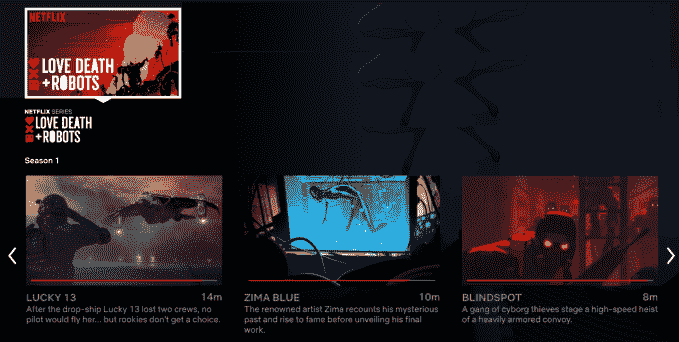 NETFLIX
LOVE DEATH
+ROBOTS
NETFLIX SERIES
LOVE DEATH
+ROBOTS
Season 1
LUCKY 13 14m
After the drop-ship Lucky 13 lost two crews, no
pilot would fly her... but rookies don't get a choice.
ZIMA BLUE 10m
The renowned artist Zima recounts his mysterious
past and rise to fame before unveiling his final
work.
BLINDSPOT 8m
A gang of cyborg thieves stage a high-speed heist
of a heavily armored convoy.